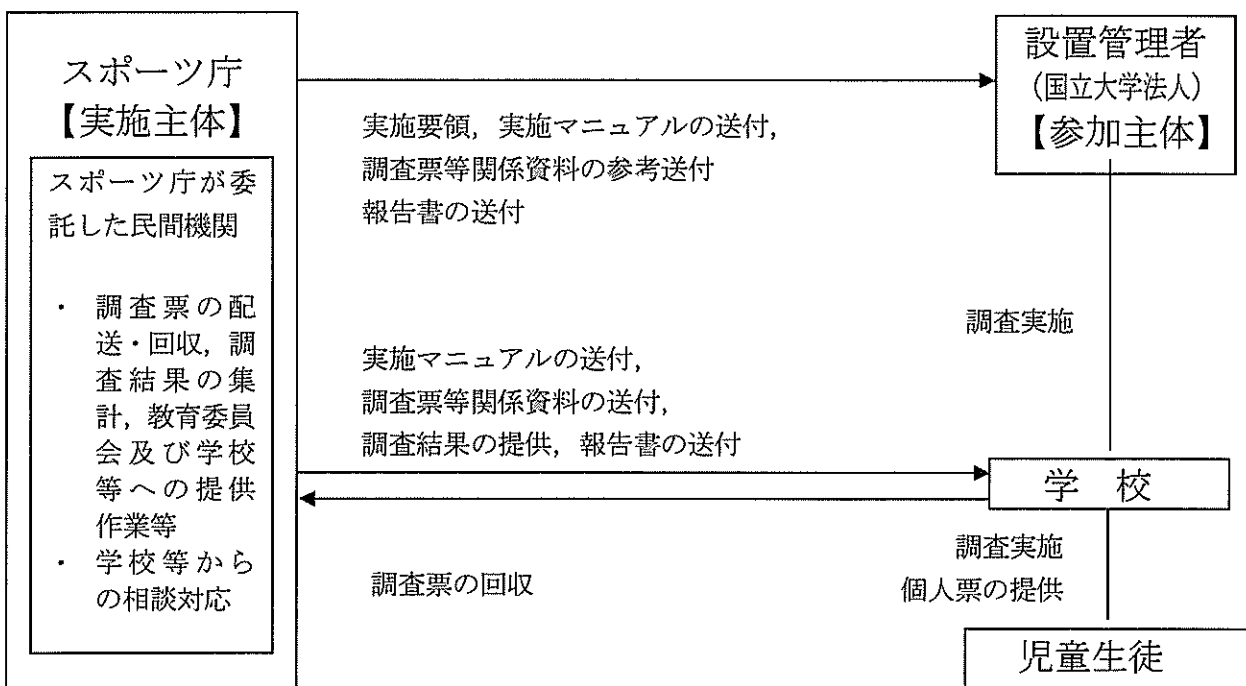 スポーツ庁
【実施主体】
スポーツ庁が委
託した民間機関
・ 調査票の配
送・回収，調
査結果の集
計，教育委員
会及び学校
等への提供
作業等
・ 学校等から
の相談対応
実施要領，実施マニュアルの送付，
調査票等関係資料の参考送付
報告書の送付
設置管理者
（国立大学法人）
【参加主体】
調査実施
実施マニュアルの送付，
調査票等関係資料の送付，
調査結果の提供，報告書の送付
学 校
調査票の回収
調査実施
個人票の提供
児童生徒